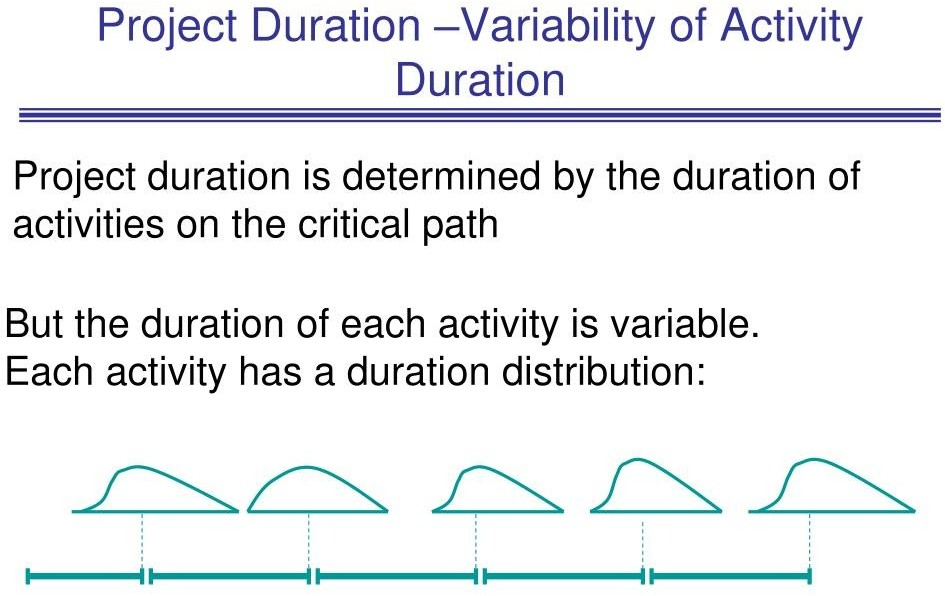 Project Duration –Variability of Activity
Duration
Project duration is determined by the duration of
activities on the critical path
But the duration of each activity is variable.
Each activity has a duration distribution: